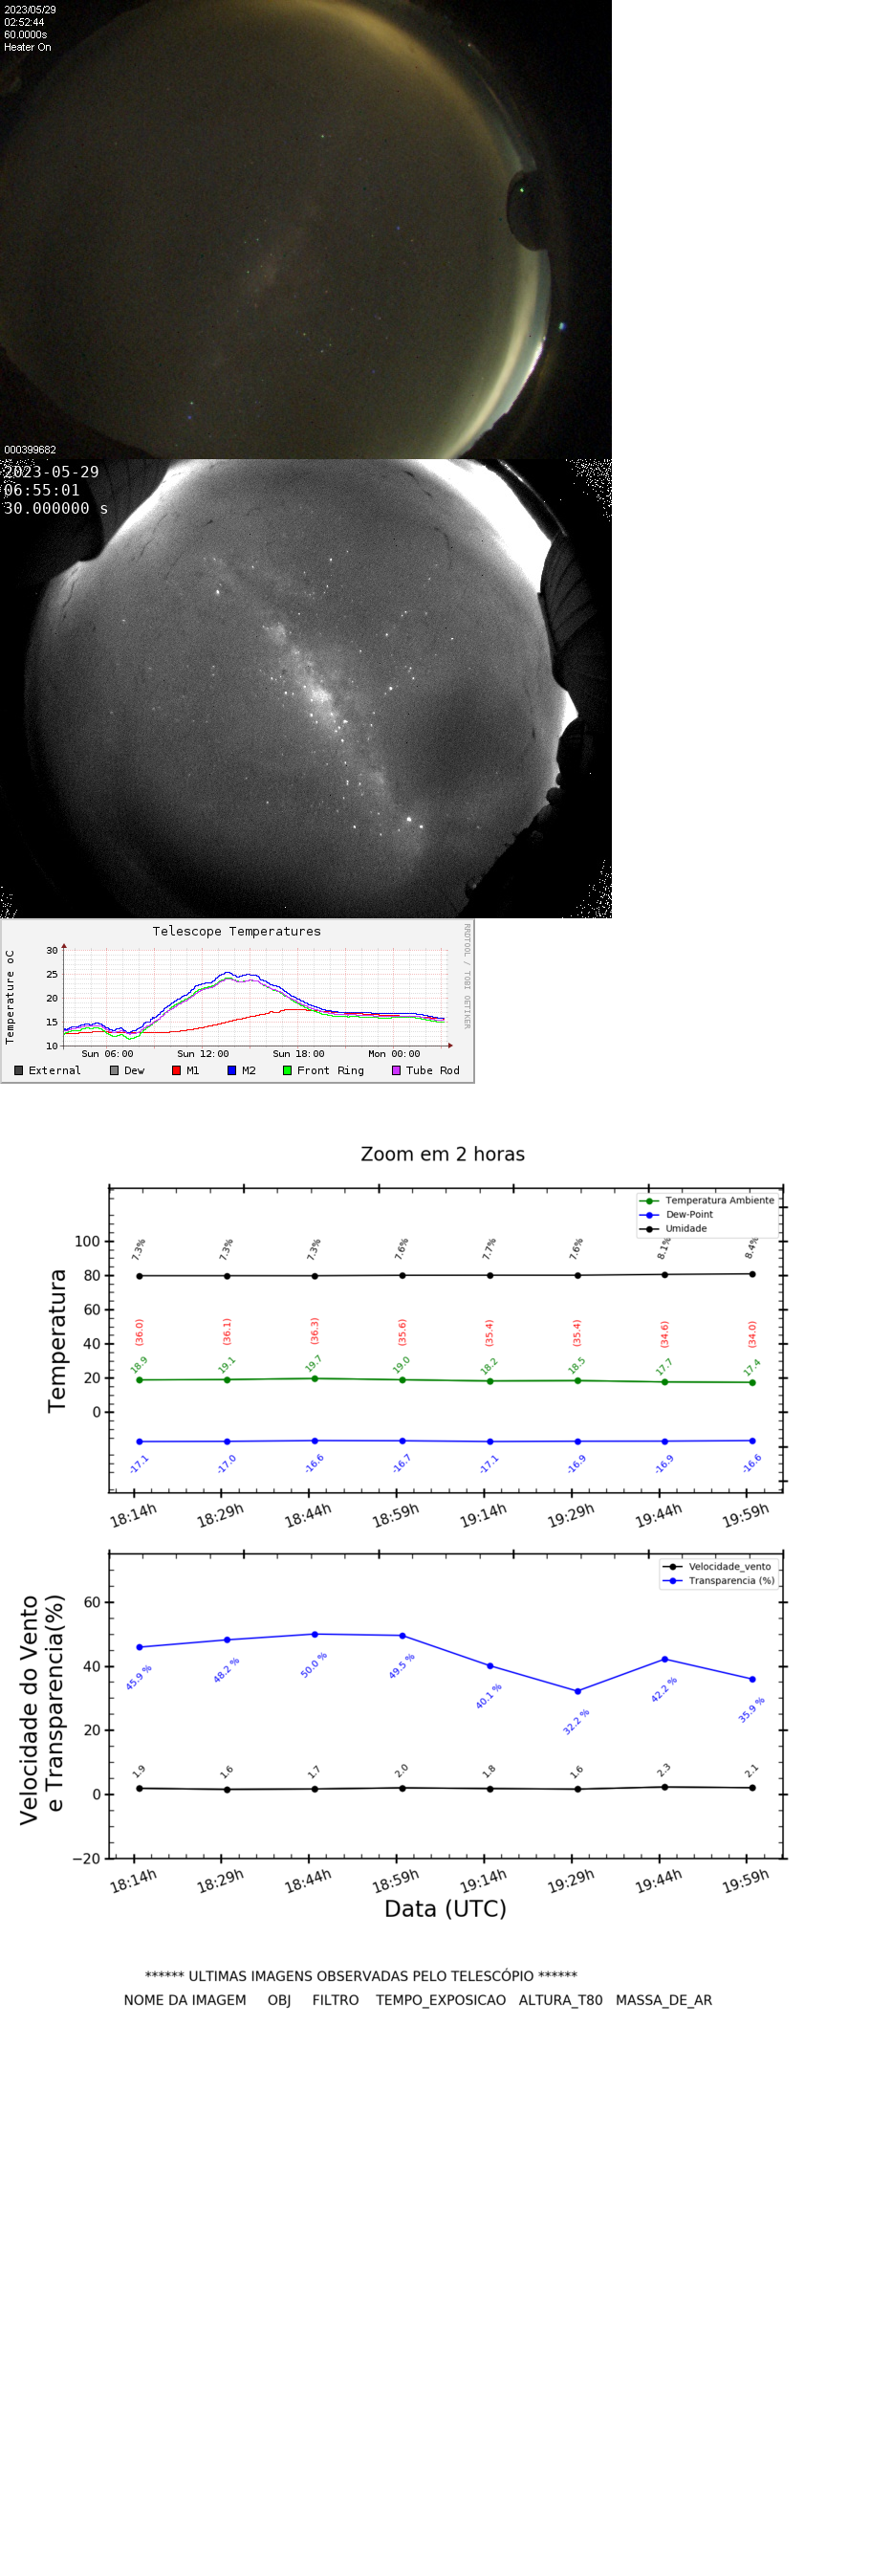 2023/05/29
02:52:44
60.0000s
Heater On
000399682
2023-05-29
06:55:01
30.000000 s
Telescope Temperatures
RRDTOOL / TOBI OETIKER
Temperature oC
30
25
20
15
10
Sun 06:00 Sun 12:00 Sun 18:00 Mon 00:00
External Dew M1 M2 Front Ring Tube Rod
Zoom em 2 horas
Temperatura Ambiente
Dew-Point
Umidade
Temperatura
100
80
60
40
20
0
7.3% 7.3% 7.3% 7.6% 7.7% 7.6% 8.1% 8.4%
(36.0) (36.1) (36.3) (35.6) (35.4) (35.4) (34.6) (34.0)
18.9 19.1 19.7 19.0 18.2 18.5 17.7 17.4
-17.1 -17.0 -16.6 -16.7 -17.1 -16.9 -16.9 -16.6
18:14h 18:29h 18:44h 18:59h 19:14h 19:29h 19:44h 19:59h
Velocidade_vento
Transparencia (%)
Velocidade do Vento
e Transparencia(%)
60
40
20
0
−20
45.9 % 48.2 % 50.0 % 49.5 % 40.1 % 32.2 % 42.2 % 35.9 %
1.9 1.6 1.7 2.0 1.8 1.6 2.3 2.1
18:14h 18:29h 18:44h 18:59h 19:14h 19:29h 19:44h 19:59h
Data (UTC)
****** ULTIMAS IMAGENS OBSERVADAS PELO TELESCÓPIO ******
NOME DA IMAGEM OBJ FILTRO TEMPO_EXPOSICAO ALTURA_T80 MASSA_DE_AR